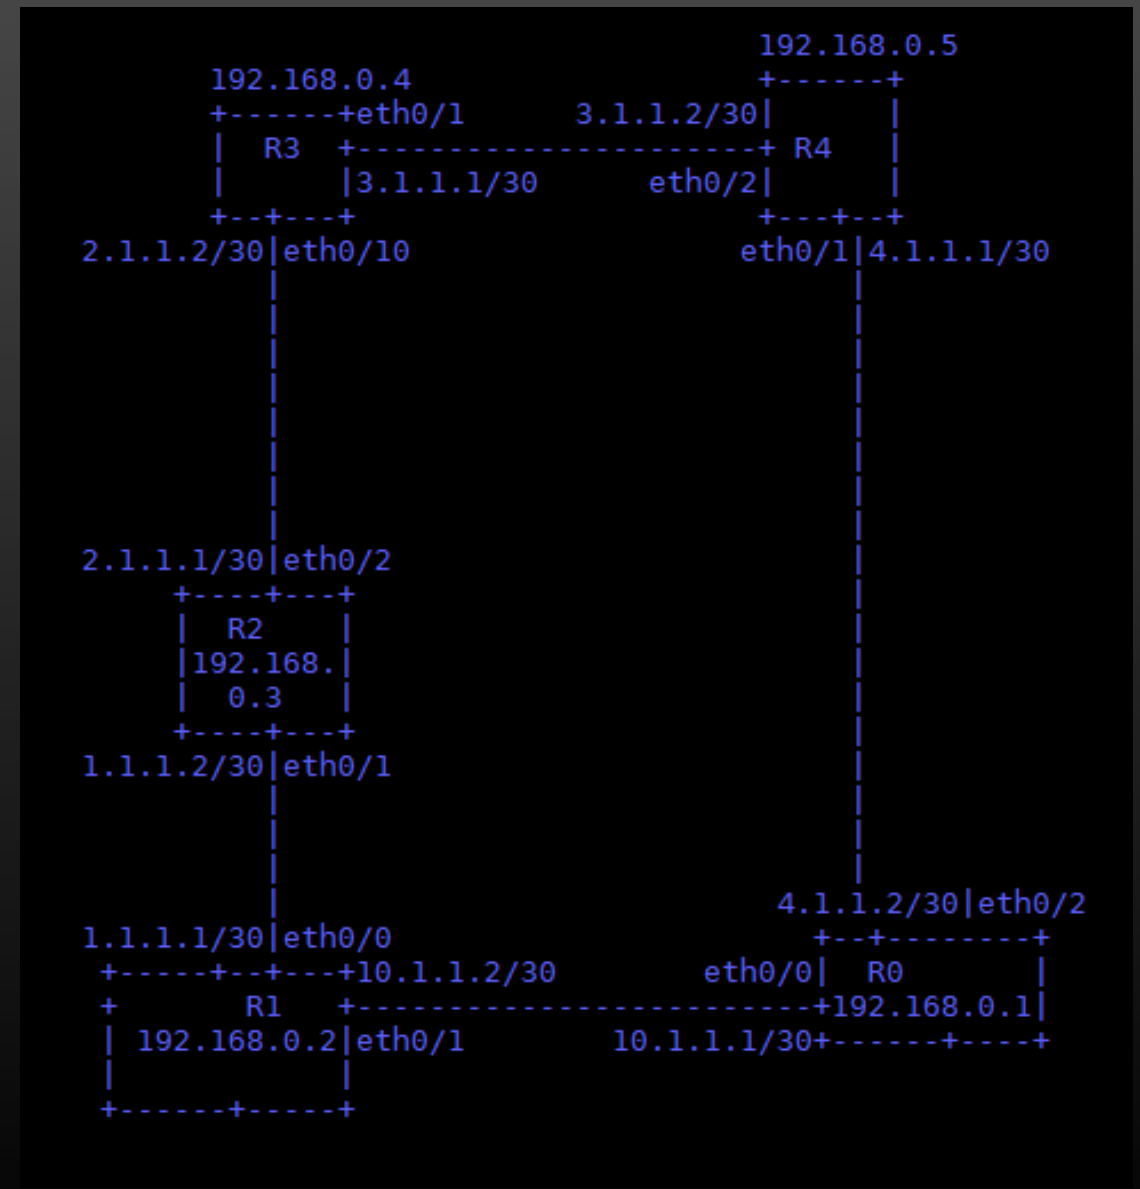 192.168.0.5
192.168.0.4 +------+
+------+eth0/1 3.1.1.2/30| |
| R3 +----------------------+ R4 |
| |3.1.1.1/30 eth0/2| |
+--+---+ +---+--+
2.1.1.2/30|eth0/10 eth0/1|4.1.1.1/30
2.1.1.1/30|eth0/2
+----+---+
| R2 |
|192.168.|
| 0.3 |
+----+---+
1.1.1.2/30|eth0/1
4.1.1.2/30|eth0/2
1.1.1.1/30|eth0/0 +--+--------+
+-----+--+---+10.1.1.2/30 eth0/0| R0 |
+ R1 +-------------------------+192.168.0.1|
| 192.168.0.2|eth0/1 10.1.1.1/30+------+----+
| |
+------+-----+